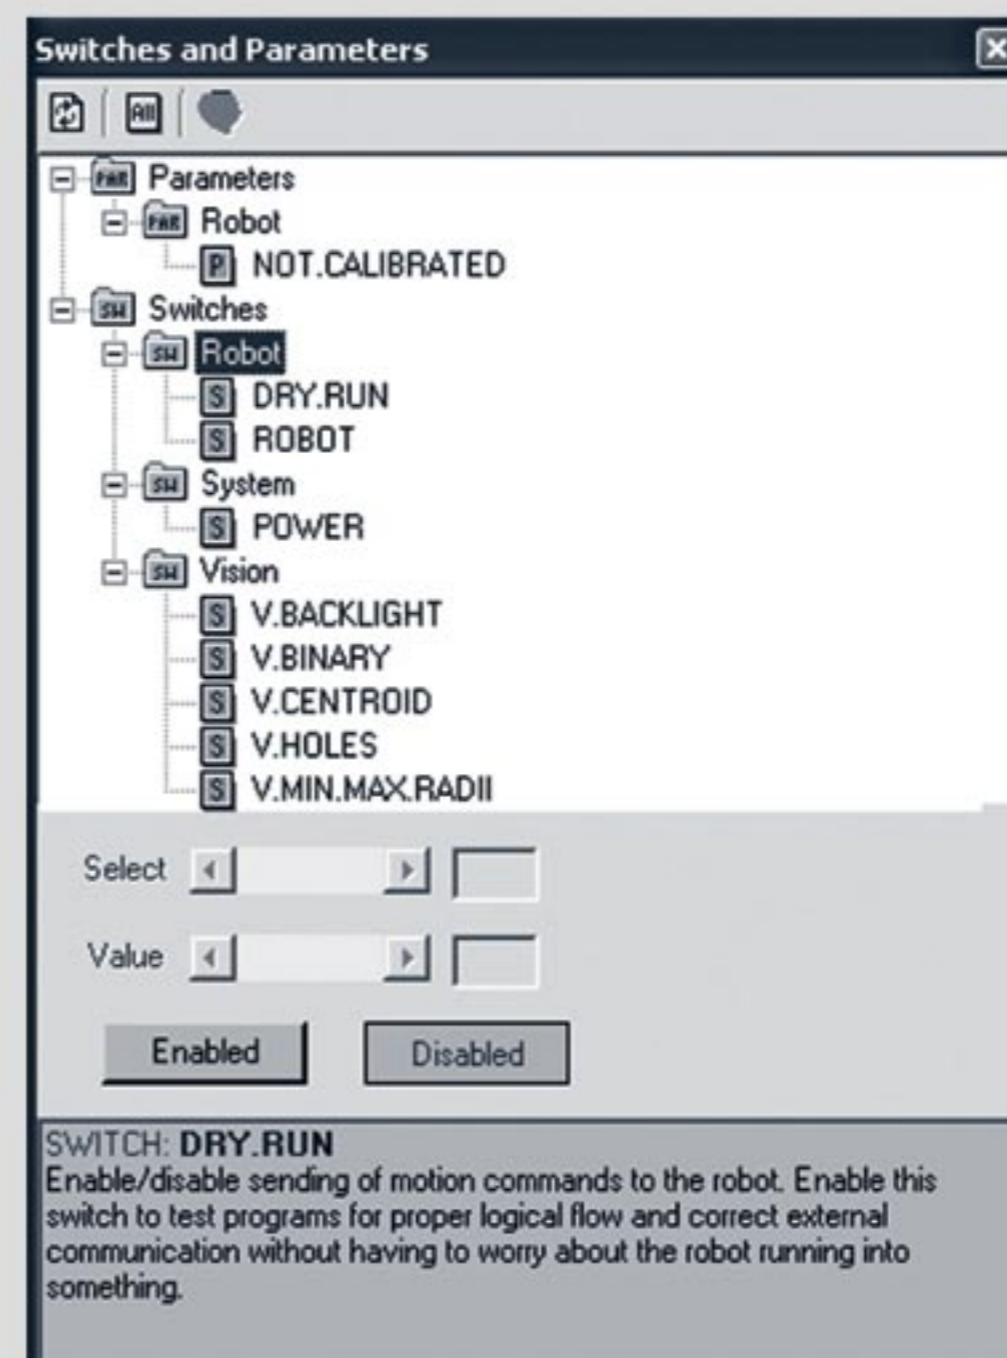 Switches and Parameters
All
PAR Parameters
PAR Robot
P NOT.CALIBRATED
SW Switches
SW Robot
S DRY.RUN
S ROBOT
SW System
S POWER
SW Vision
S V.BACKLIGHT
S V.BINARY
S V.CENTROID
S V.HOLES
S V.MIN.MAX.RADII
Select
Value
Enabled Disabled
SWITCH: DRY.RUN
Enable/disable sending of motion commands to the robot. Enable this
switch to test programs for proper logical flow and correct external
communication without having to worry about the robot running into
something.